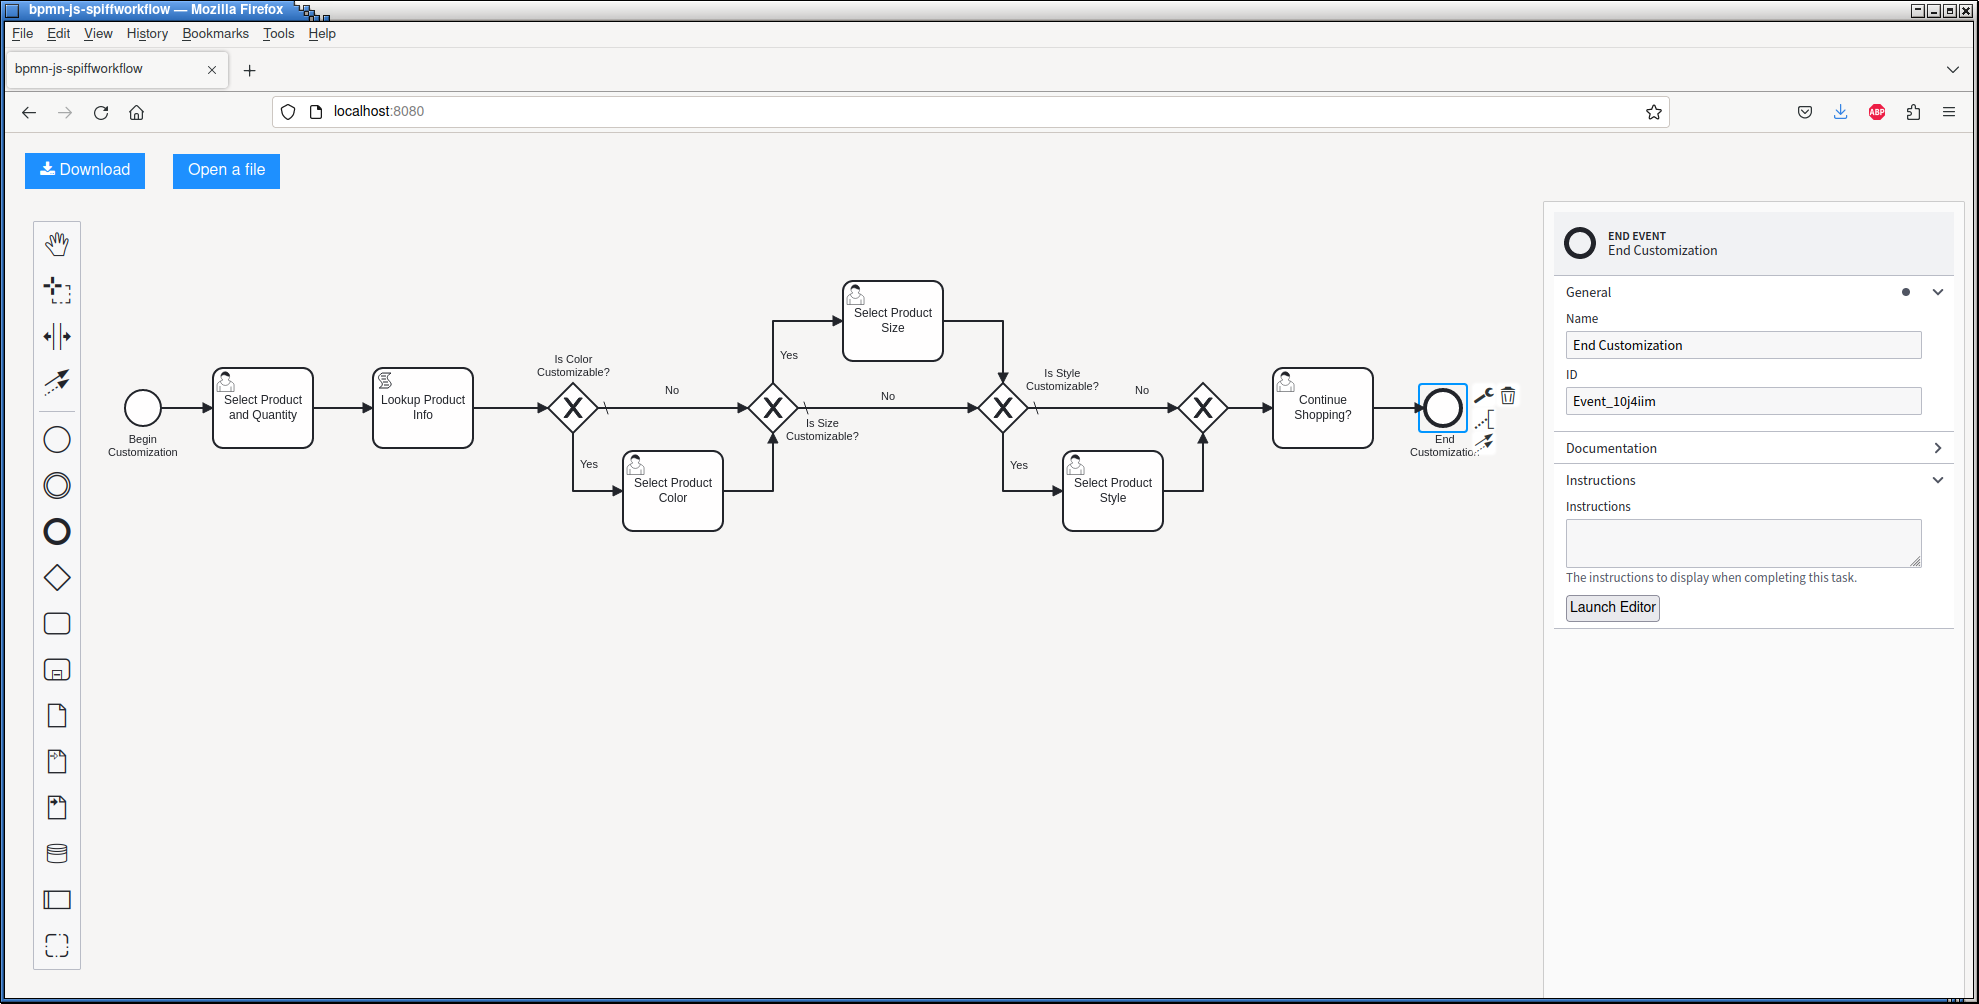 bpmn-js-spiffworkflow — Mozilla Firefox
File Edit View History Bookmarks Tools Help
bpmn-js-spiffworkflow
localhost:8080
ABP
Download
Open a file
Begin
Customization
Select Product
and Quantity
Lookup Product
Info
Is Color
Customizable?
No
Yes
Select Product
Color
Yes
Select Product
Size
Is Size
Customizable?
No
Is Style
Customizable?
No
Yes
Select Product
Style
Continue
Shopping?
End
Customization
END EVENT
End Customization
General
Name
End Customization
ID
Event_10j4iim
Documentation
Instructions
Instructions
The instructions to display when completing this task.
Launch Editor